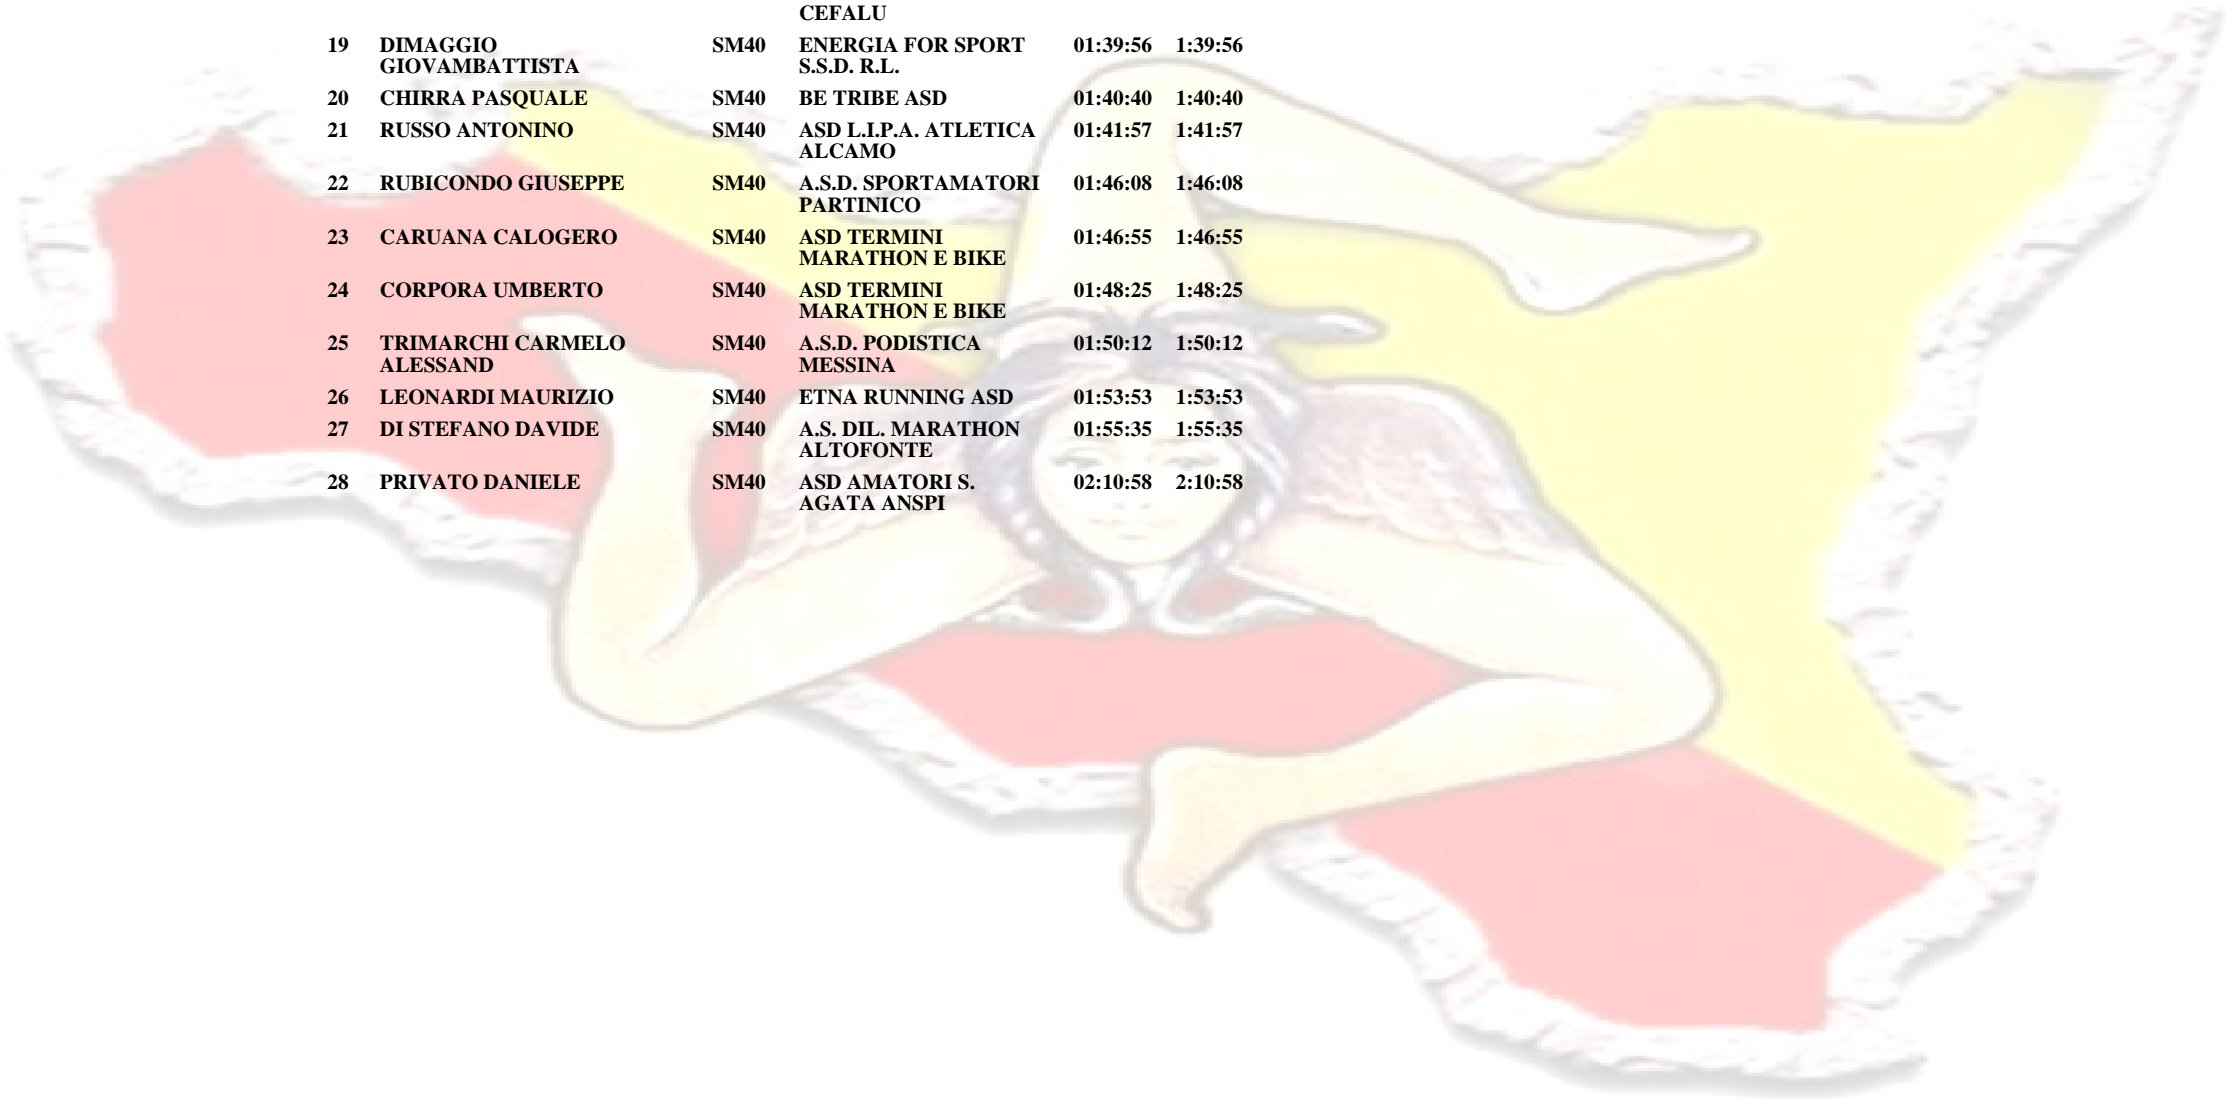 CEFALU
19 DIMAGGIO SM40 ENERGIA FOR SPORT 01:39:56 1:39:56
GIOVAMBATTISTA S.S.D. R.L.
20 CHIRRA PASQUALE SM40 BE TRIBE ASD 01:40:40 1:40:40
21 RUSSO ANTONINO SM40 ASD L.I.P.A. ATLETICA 01:41:57 1:41:57
ALCAMO
22 RUBICONDO GIUSEPPE SM40 A.S.D. SPORTAMATORI 01:46:08 1:46:08
PARTINICO
23 CARUANA CALOGERO SM40 ASD TERMINI 01:46:55 1:46:55
MARATHON E BIKE
24 CORPORA UMBERTO SM40 ASD TERMINI 01:48:25 1:48:25
MARATHON E BIKE
25 TRIMARCHI CARMELO SM40 A.S.D. PODISTICA 01:50:12 1:50:12
ALESSAND MESSINA
26 LEONARDI MAURIZIO SM40 ETNA RUNNING ASD 01:53:53 1:53:53
27 DI STEFANO DAVIDE SM40 A.S. DIL. MARATHON 01:55:35 1:55:35
ALTOFONTE
28 PRIVATO DANIELE SM40 ASD AMATORI S. 02:10:58 2:10:58
AGATA ANSPI